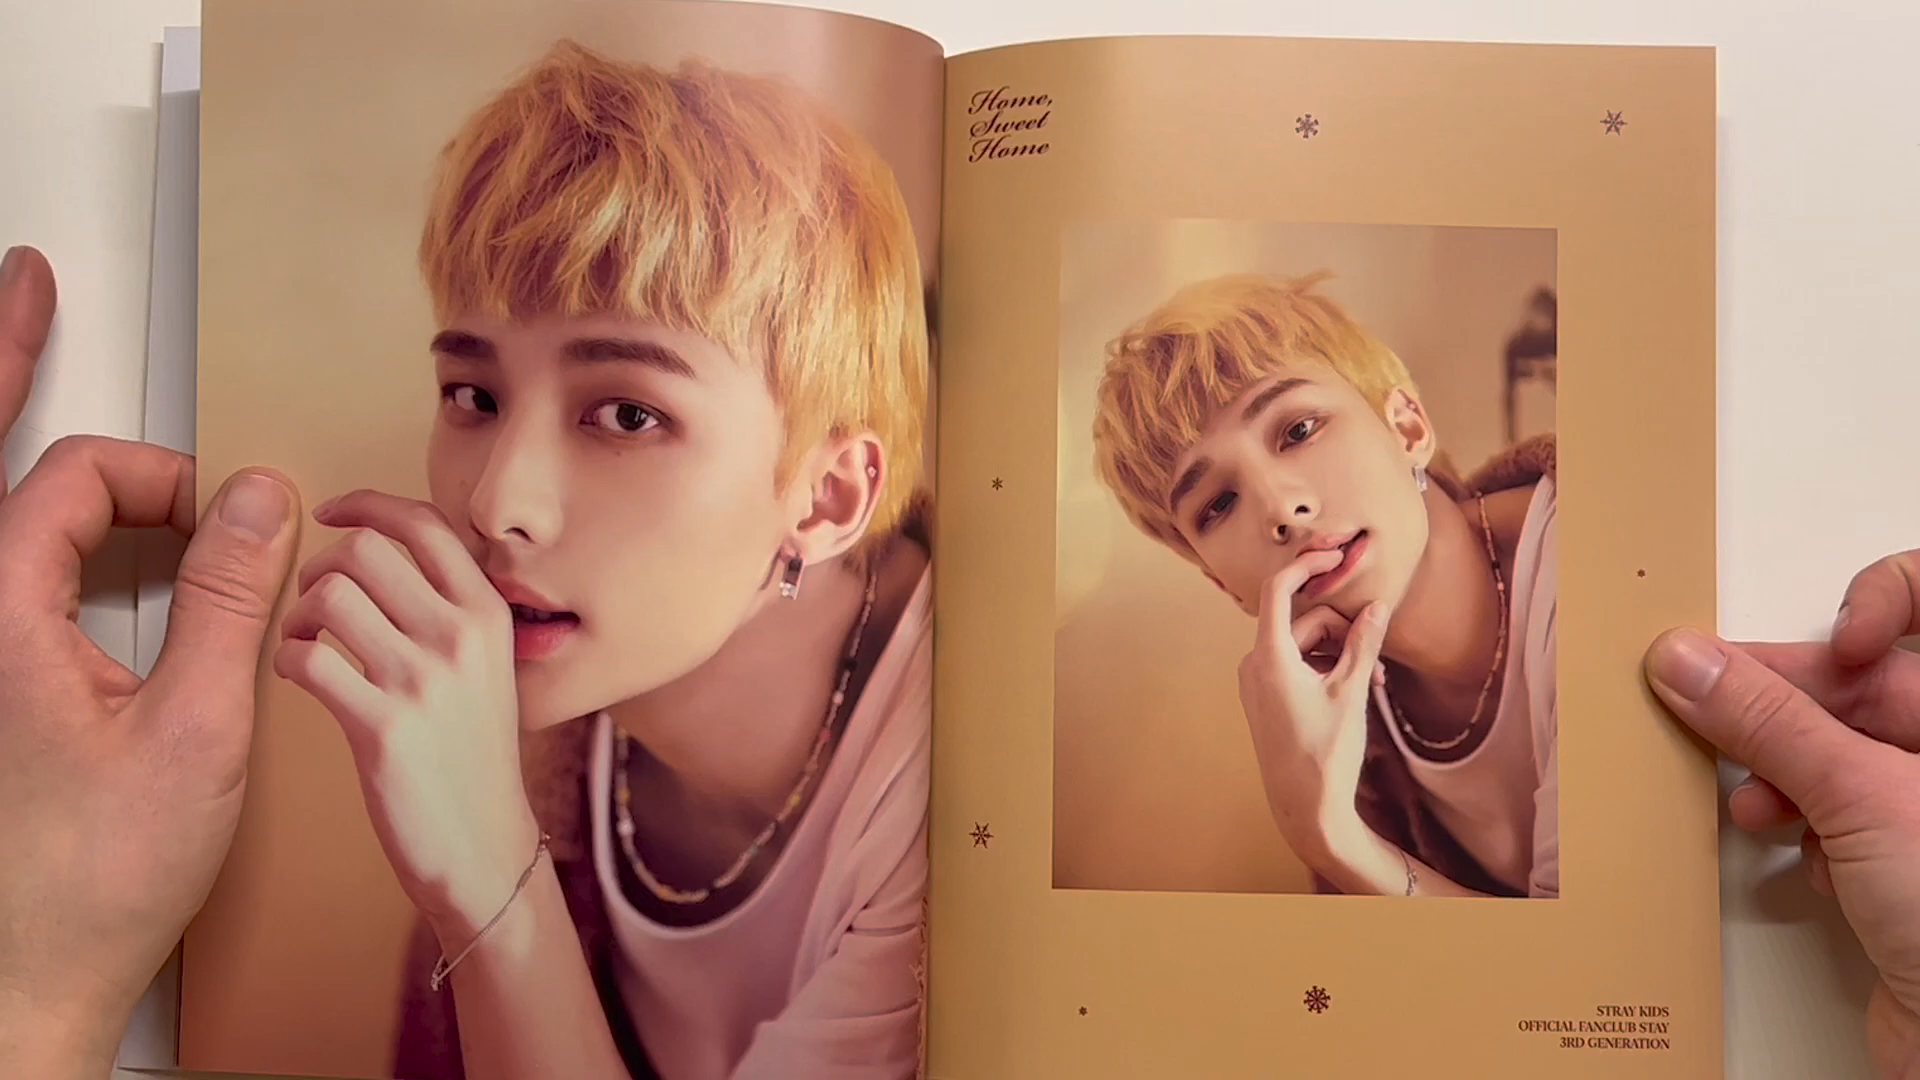 Home,
Sweet
Home
STRAY KIDS
OFFICIAL FANCLUB STAY
3RD GENERATION